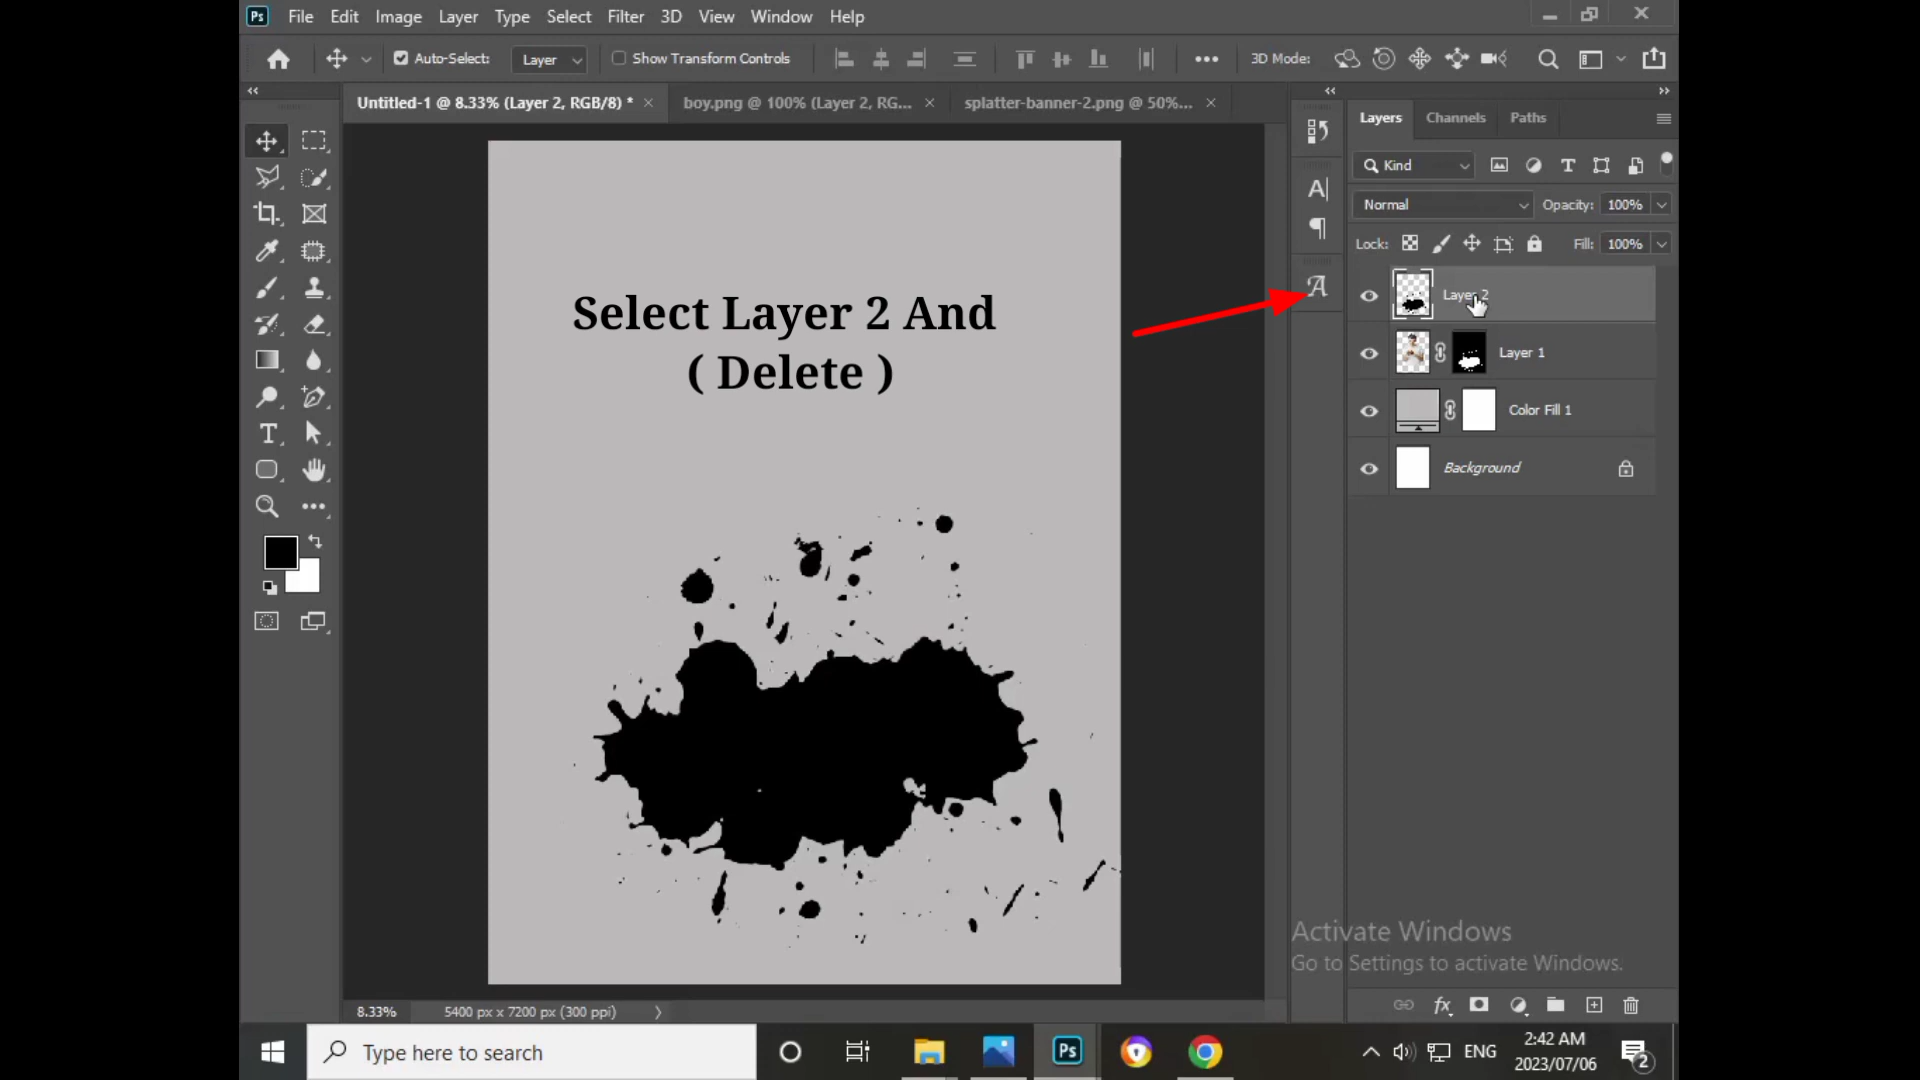 Ps File Edit Image Layer Type Select Filter 3D View Window Help
Auto-Select: Layer Show Transform Controls 3D Mode:
Untitled-1 @ 8.33% (Layer 2, RGB/8) * boy.png @ 100% (Layer 2, RG... splatter-banner-2.png @ 50%...
Layers Channels Paths
Kind
Normal Opacity: 100%
Lock: Fill: 100%
Layer 2
Layer 1
Color Fill 1
Background
Select Layer 2 And
( Delete )
Activate Windows
Go to Settings to activate Windows.
8.33% 5400 px x 7200 px (300 ppi)
Type here to search
Ps
ENG
2:42 AM
2023/07/06
2